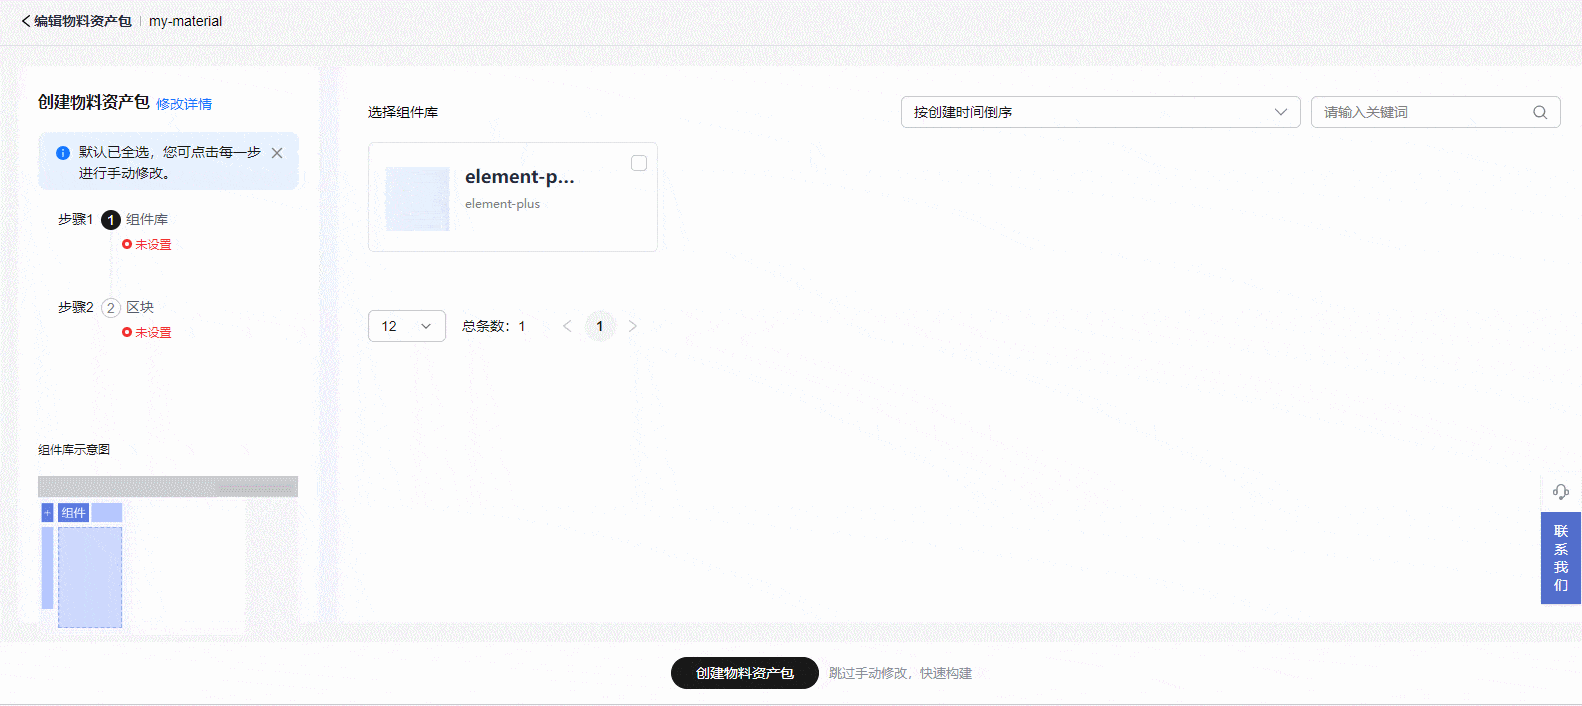 编辑物料资产包 my-material
创建物料资产包 修改详情
默认已全选，您可点击每一步
进行手动修改。
步骤1 1 组件库
未设置
步骤2 2 区块
未设置
组件库示意图
+ 组件
选择组件库
按创建时间倒序
请输入关键词
element-p...
element-plus
12 总条数：1 1
联系我们
创建物料资产包 跳过手动修改，快速构建